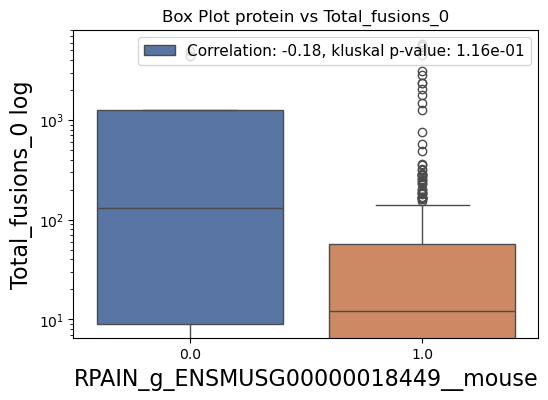 Box Plot protein vs Total_fusions_0
Correlation: -0.18, kluskal p-value: 1.16e-01
Total_fusions_0 log
10³
10²
10¹
0.0
1.0
RPAIN_g_ENSMUSG00000018449__mouse